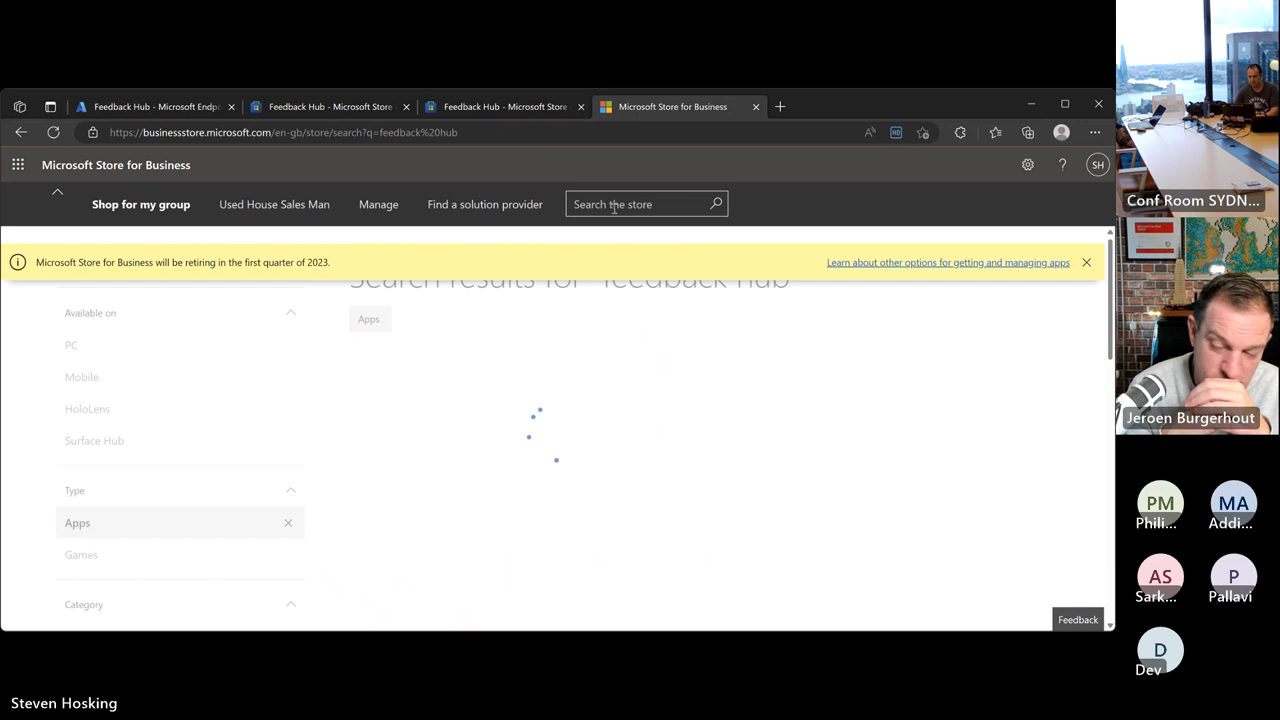 Feedback Hub - Microsoft Endpc
Feedback Hub - Microsoft Store
Feedback Hub - Microsoft Store
Microsoft Store for Business
https://businessstore.microsoft.com/en-gb/store/search?q=feedback%20hub
Microsoft Store for Business
SH
Shop for my group
Used House Sales Man
Manage
Find a solution provider
Search the store
Microsoft Store for Business will be retiring in the first quarter of 2023.
Learn about other options for getting and managing apps
Search results for "feedback hub"
Available on
Apps
PC
Mobile
HoloLens
Surface Hub
Type
Apps
Games
Category
Feedback
Conf Room SYDN...
Jeroen Burgerhout
PM
Phili...
MA
Addi...
AS
Sark...
P
Pallavi
D
Dev
Steven Hosking